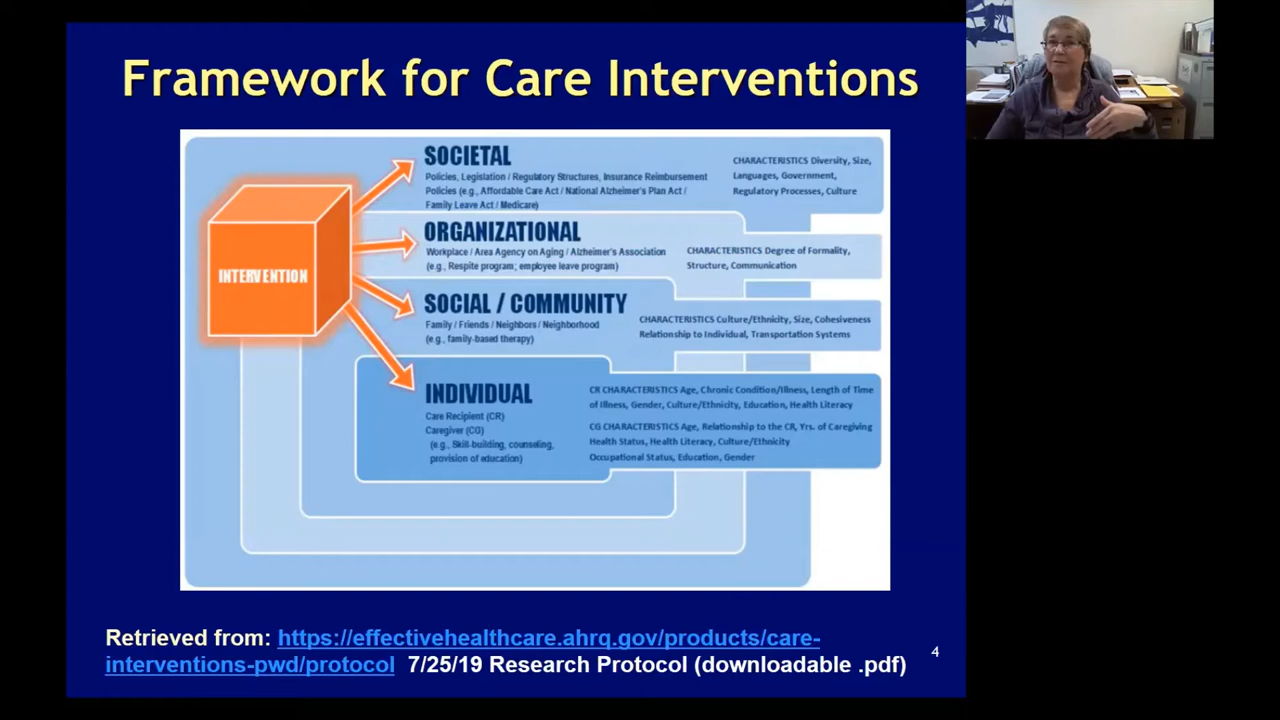 Framework for Care Interventions
INTERVENTION
SOCIETAL
Policies, Legislation / Regulatory Structures, Insurance Reimbursement
Policies (e.g., Affordable Care Act / National Alzheimer's Plan Act /
Family Leave Act / Medicare)
CHARACTERISTICS Diversity, Size,
Languages, Government,
Regulatory Processes, Culture
ORGANIZATIONAL
Workplace / Area Agency on Aging / Alzheimer's Association
(e.g., Respite program; employee leave program)
CHARACTERISTICS Degree of Formality,
Structure, Communication
SOCIAL / COMMUNITY
Family / Friends / Neighbors / Neighborhood
(e.g., family-based therapy)
CHARACTERISTICS Culture/Ethnicity, Size, Cohesiveness
Relationship to Individual, Transportation Systems
INDIVIDUAL
Care Recipient (CR)
Caregiver (CG)
(e.g., Skill-building, counseling,
provision of education)
CR CHARACTERISTICS Age, Chronic Condition/Illness, Length of Time
of Illness, Gender, Culture/Ethnicity, Education, Health Literacy
CG CHARACTERISTICS Age, Relationship to the CR, Yrs. of Caregiving
Health Status, Health Literacy, Culture/Ethnicity
Occupational Status, Education, Gender
Retrieved from: https://effectivehealthcare.ahrq.gov/products/care-
interventions-pwd/protocol 7/25/19 Research Protocol (downloadable .pdf)
4